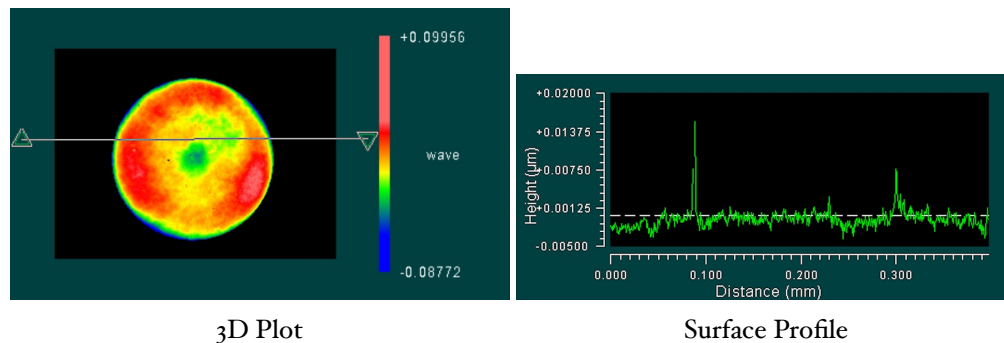 +0.09956
wave
-0.08772
+0.02000
+0.01375
+0.00750
+0.00125
-0.00500
Height (µm)
0.000 0.100 0.200 0.300
Distance (mm)
3D Plot
Surface Profile